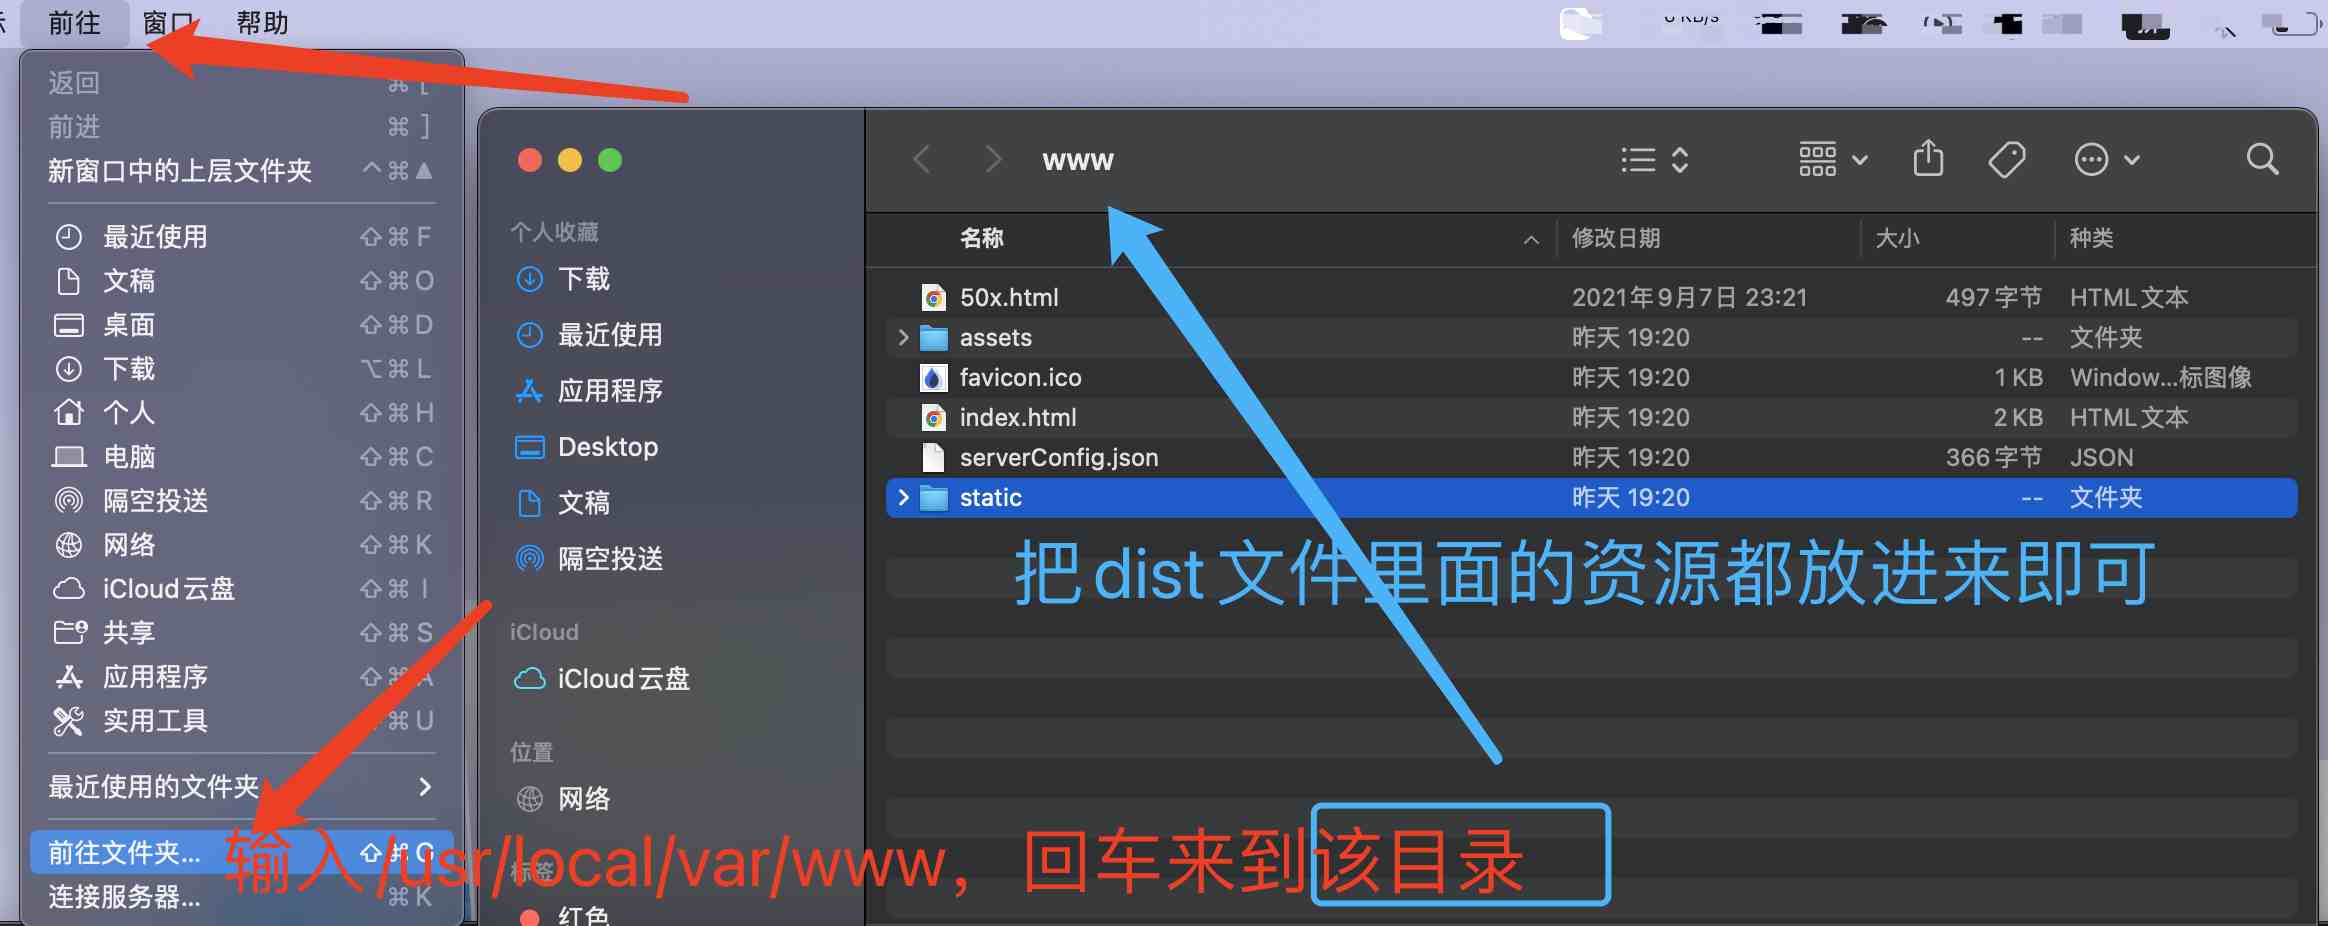 前往 窗口 帮助
返回 ⌘ [
前进 ⌘ ]
新窗口中的上层文件夹 ^⌘▲
最近使用 ⇧⌘F
文稿 ⇧⌘O
桌面 ⇧⌘D
下载 ⌥⌘L
个人 ⇧⌘H
电脑 ⇧⌘C
隔空投送 ⇧⌘R
网络 ⇧⌘K
iCloud云盘 ⇧⌘I
共享 ⇧⌘S
应用程序 ⇧⌘A
实用工具 ⌘U
最近使用的文件夹
前往文件夹... ⇧⌘G
连接服务器... ⌘K
个人收藏
下载
最近使用
应用程序
Desktop
文稿
隔空投送
iCloud
iCloud云盘
位置
网络
标签
红色
www
名称 修改日期 大小 种类
50x.html 2021年9月7日 23:21 497 字节 HTML文本
assets 昨天 19:20 -- 文件夹
favicon.ico 昨天 19:20 1 KB Window...标图像
index.html 昨天 19:20 2 KB HTML文本
serverConfig.json 昨天 19:20 366 字节 JSON
static 昨天 19:20 -- 文件夹
把dist文件里面的资源都放进来即可
输入/usr/local/var/www，回车来到该目录